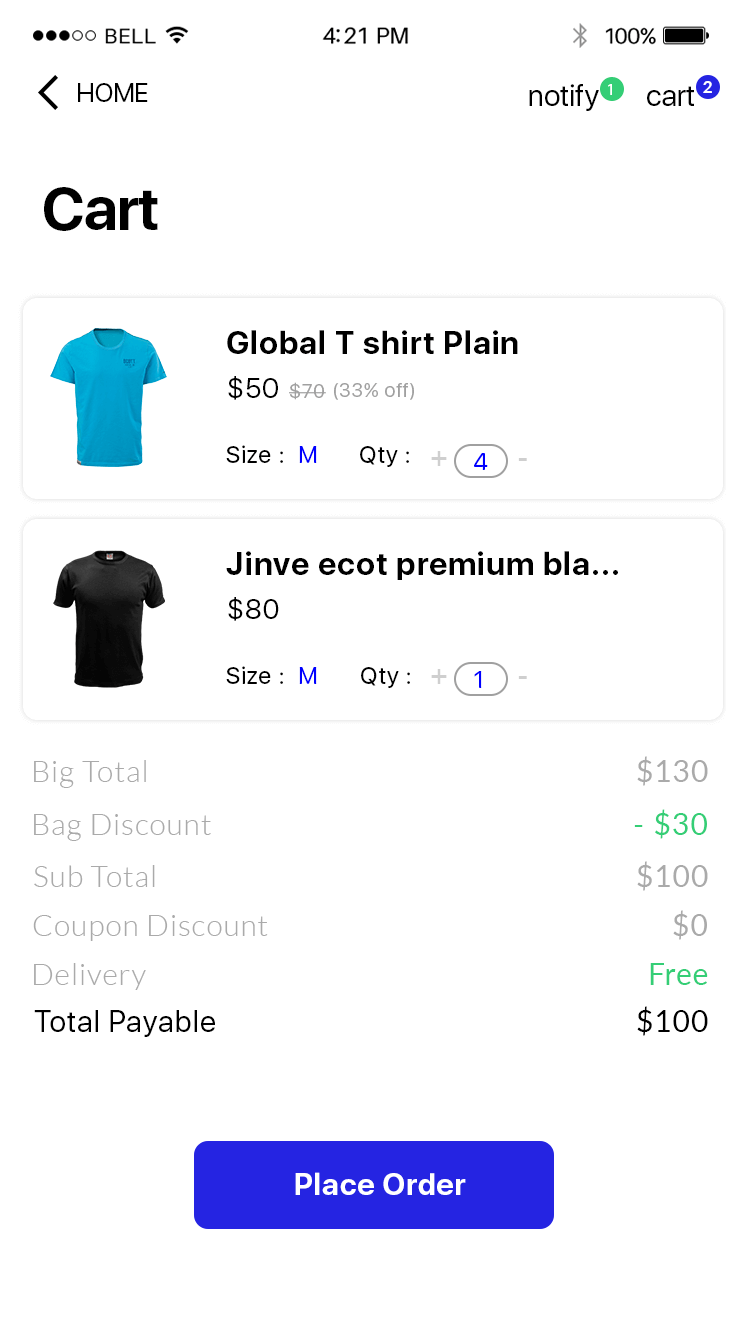 BELL 4:21 PM 100%
HOME notify 1 cart 2
Cart
Global T shirt Plain
$50 $70 (33% off)
Size : M Qty : + 4 -
Jinve ecot premium bla...
$80
Size : M Qty : + 1 -
Big Total $130
Bag Discount - $30
Sub Total $100
Coupon Discount $0
Delivery Free
Total Payable $100
Place Order